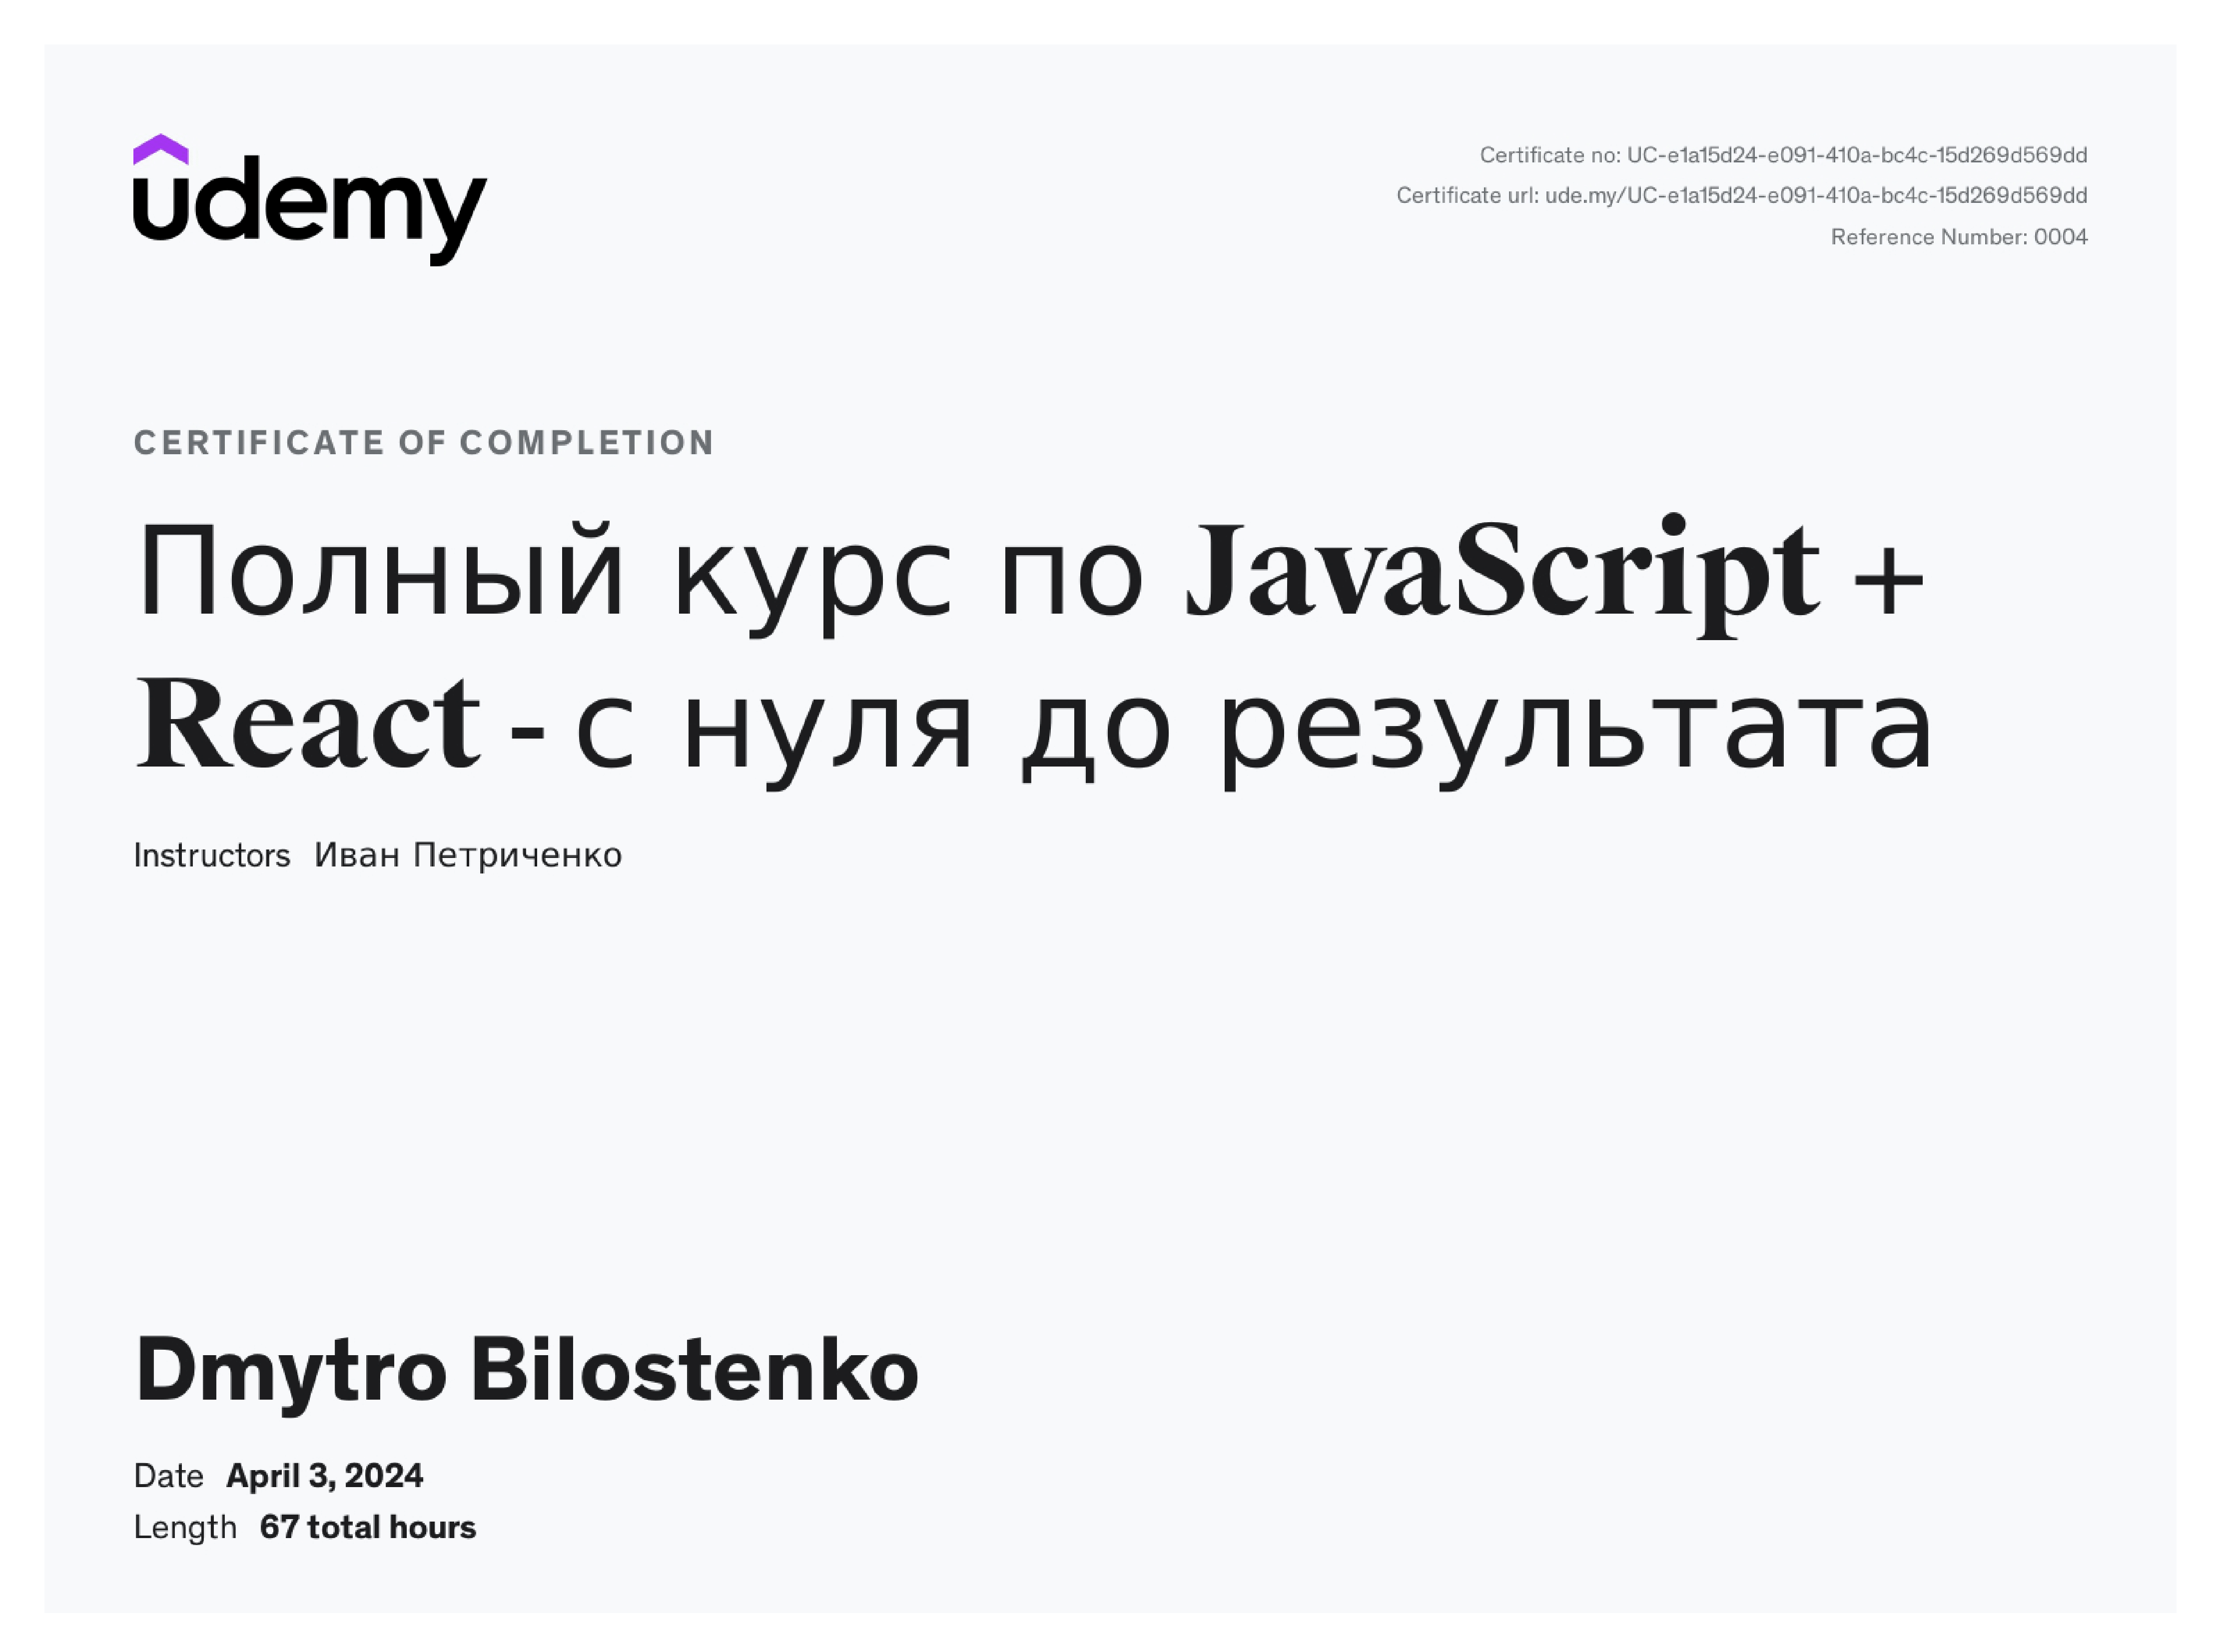 udemy
Certificate no: UC-e1a15d24-e091-410a-bc4c-15d269d569dd
Certificate url: ude.my/UC-e1a15d24-e091-410a-bc4c-15d269d569dd
Reference Number: 0004
CERTIFICATE OF COMPLETION
Полный курс по JavaScript +
React - с нуля до результата
Instructors Иван Петриченко
Dmytro Bilostenko
Date April 3, 2024
Length 67 total hours